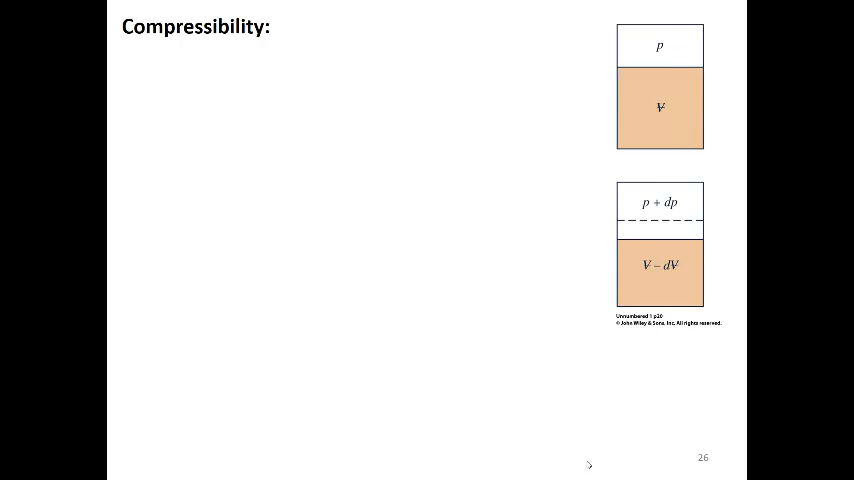 Compressibility:
p
V
p + dp
V – dV
Unnumbered 1 p20
© John Wiley & Sons, Inc. All rights reserved.
26